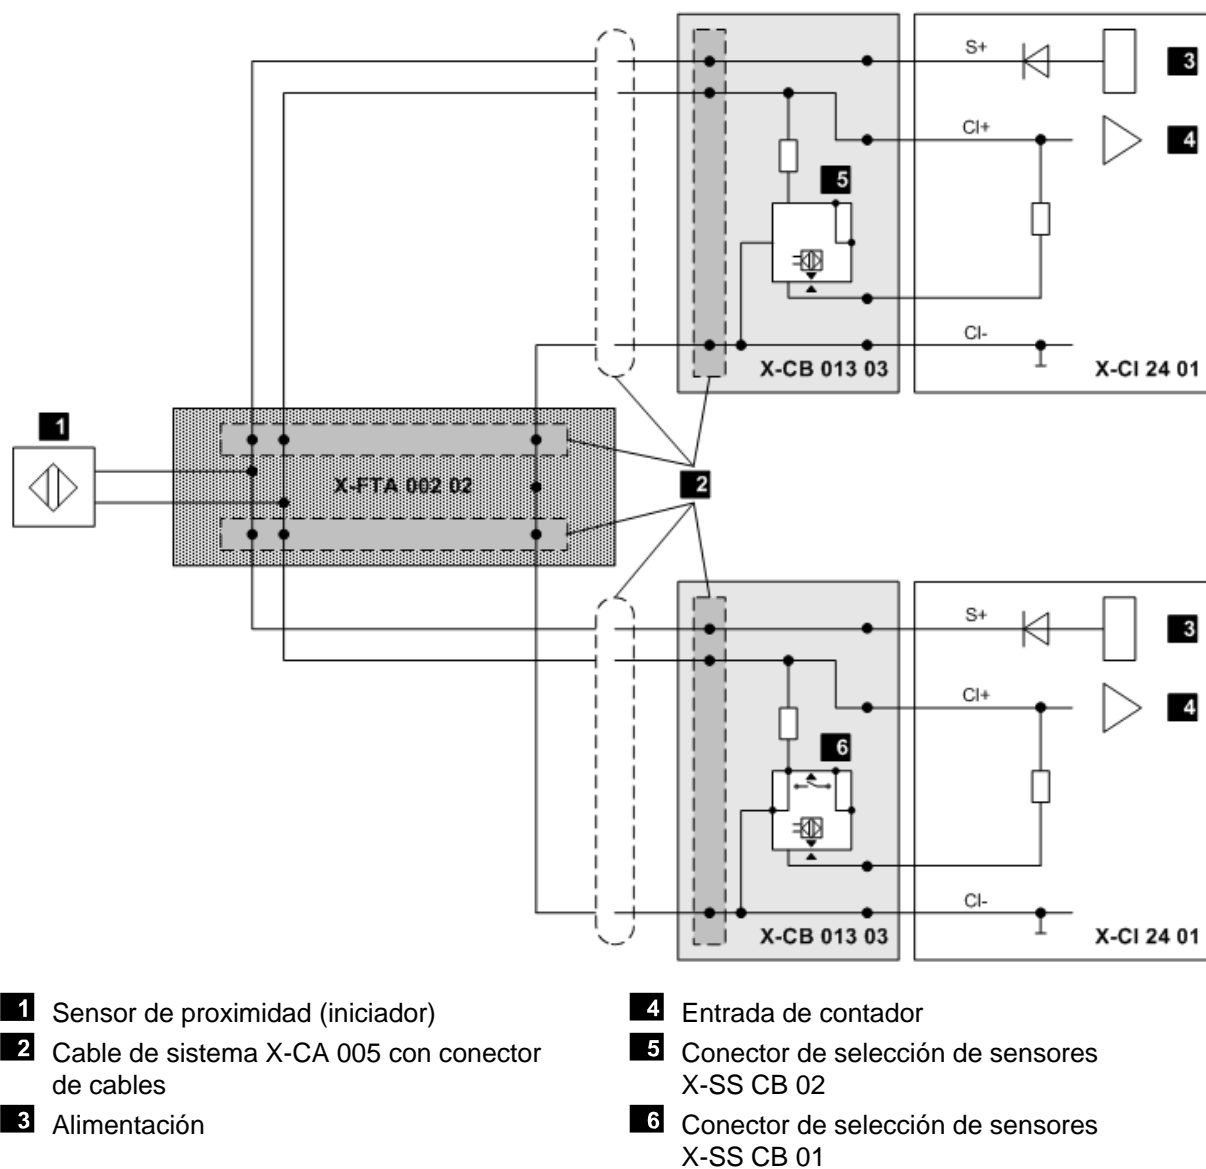 S+
3
CI+
4
5
CI-
X-CB 013 03
X-CI 24 01
1
X-FTA 002 02
2
S+
3
CI+
4
6
CI-
X-CB 013 03
X-CI 24 01
1 Sensor de proximidad (iniciador)
2 Cable de sistema X-CA 005 con conector
de cables
3 Alimentación
4 Entrada de contador
5 Conector de selección de sensores
X-SS CB 02
6 Conector de selección de sensores
X-SS CB 01